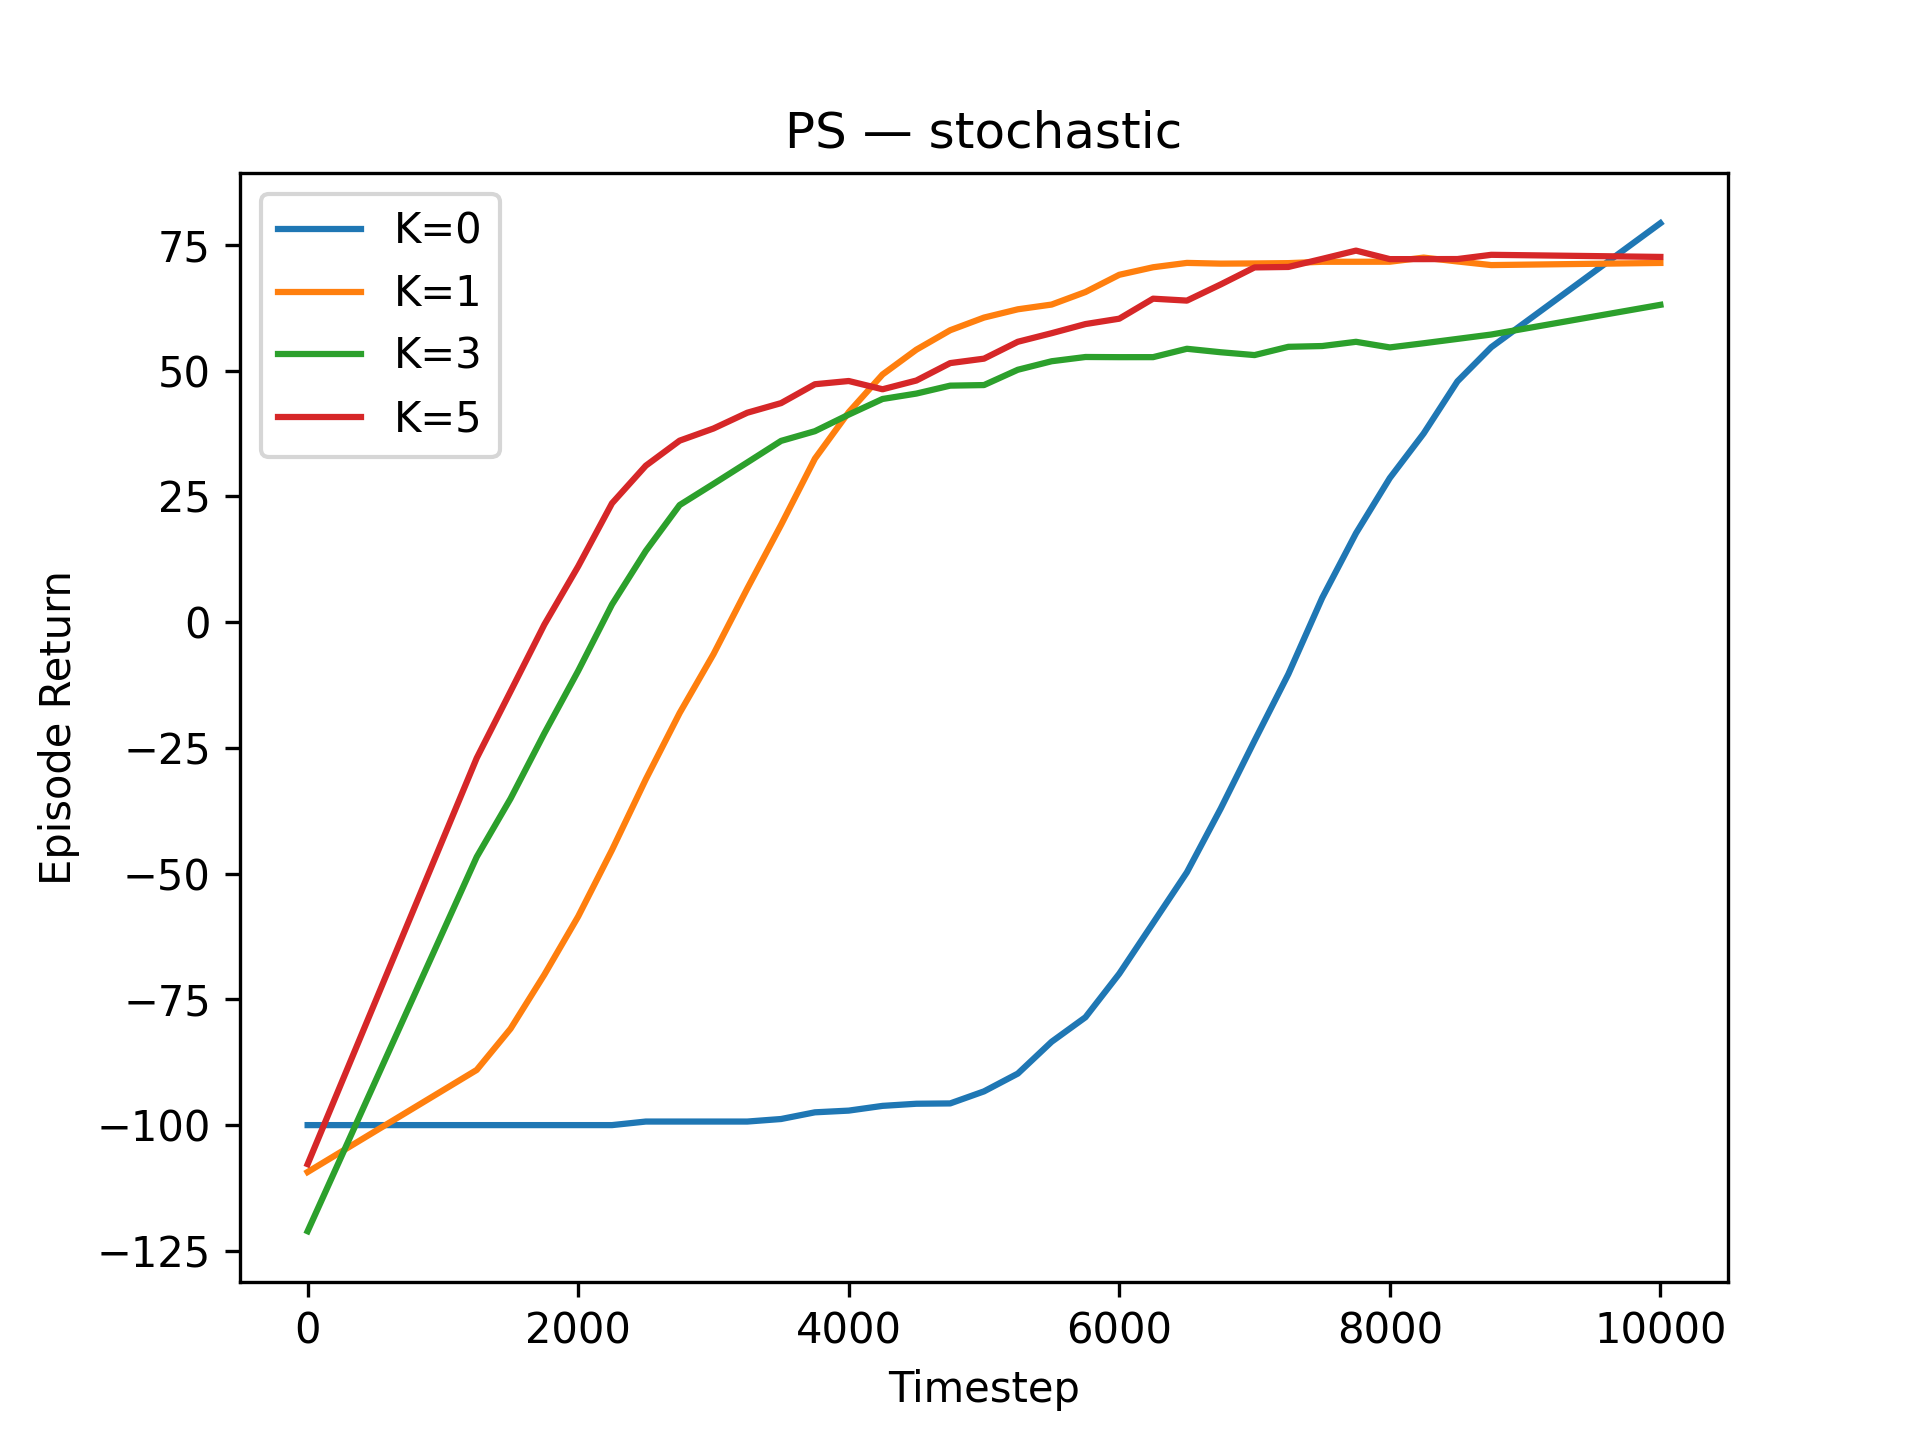 PS — stochastic
K=0
K=1
K=3
K=5
75
50
25
0
−25
−50
−75
−100
−125
Episode Return
0 2000 4000 6000 8000 10000
Timestep